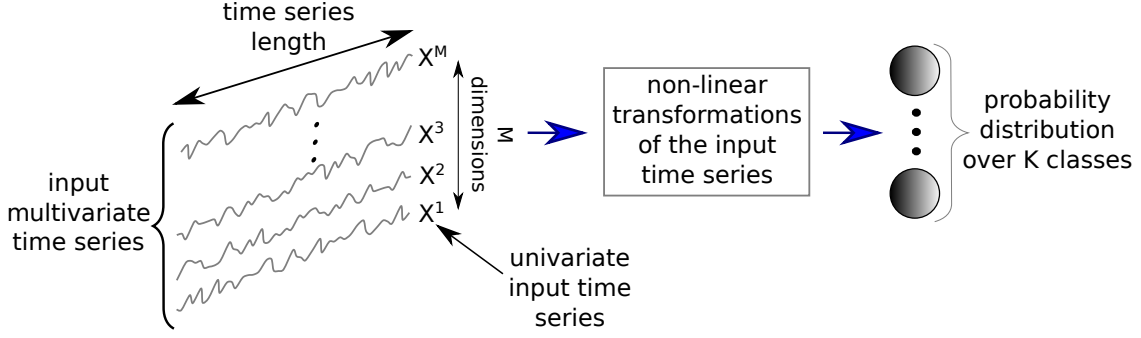 time series
length
X^M
X^3
X^2
X^1
M
dimensions
input
multivariate
time series
univariate
input time
series
non-linear
transformations
of the input
time series
probability
distribution
over K classes